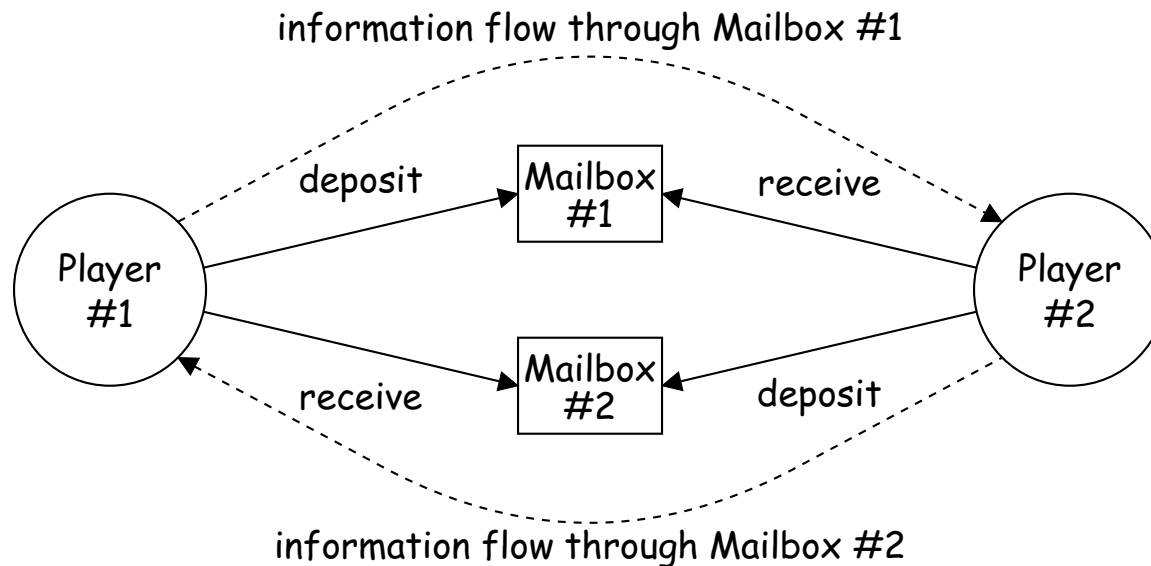 information flow through Mailbox #1
deposit
Mailbox
#1
receive
Player
#1
Player
#2
receive
Mailbox
#2
deposit
information flow through Mailbox #2